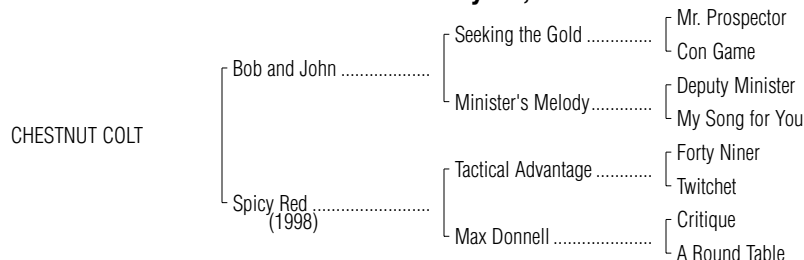 Mr. Prospector
Seeking the Gold ..............
Con Game
Bob and John ...................
Deputy Minister
Minister's Melody.............
My Song for You
CHESTNUT COLT
Forty Niner
Tactical Advantage ............
Twitchet
Spicy Red .........................
(1998)
Critique
Max Donnell .....................
A Round Table